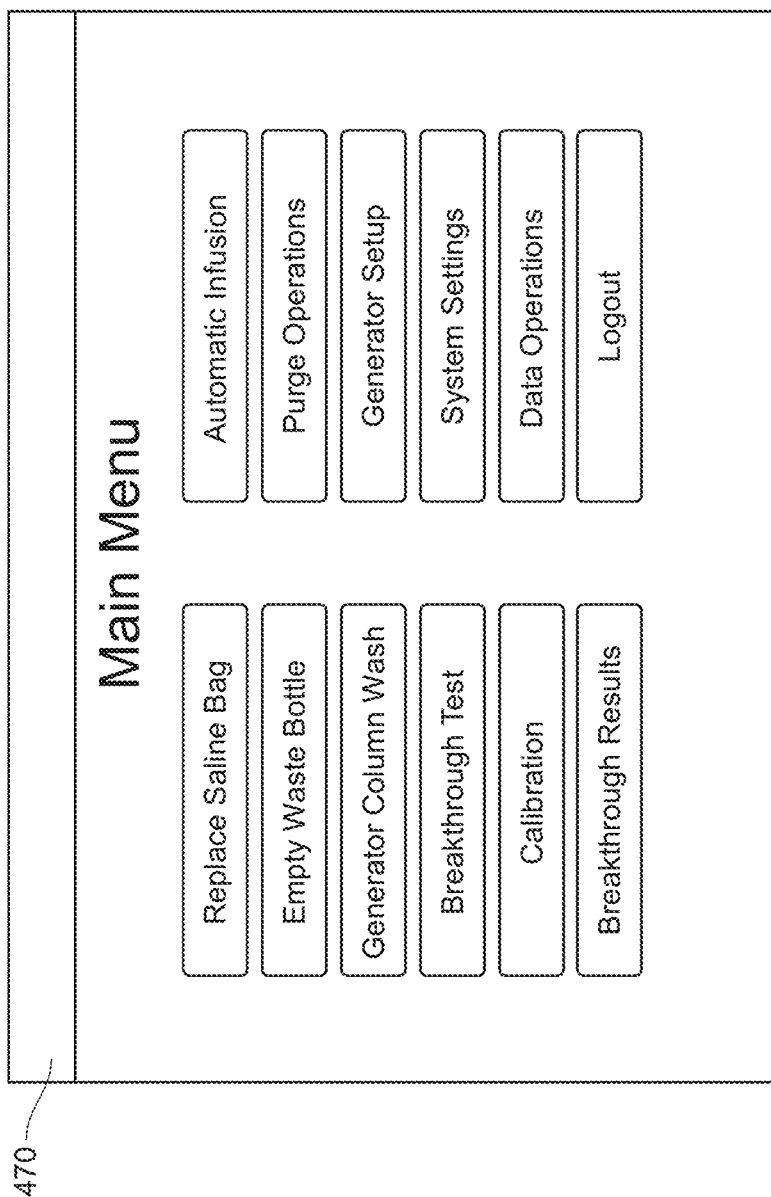 470
Main Menu
Replace Saline Bag
Automatic Infusion
Empty Waste Bottle
Purge Operations
Generator Column Wash
Generator Setup
Breakthrough Test
System Settings
Calibration
Data Operations
Breakthrough Results
Logout